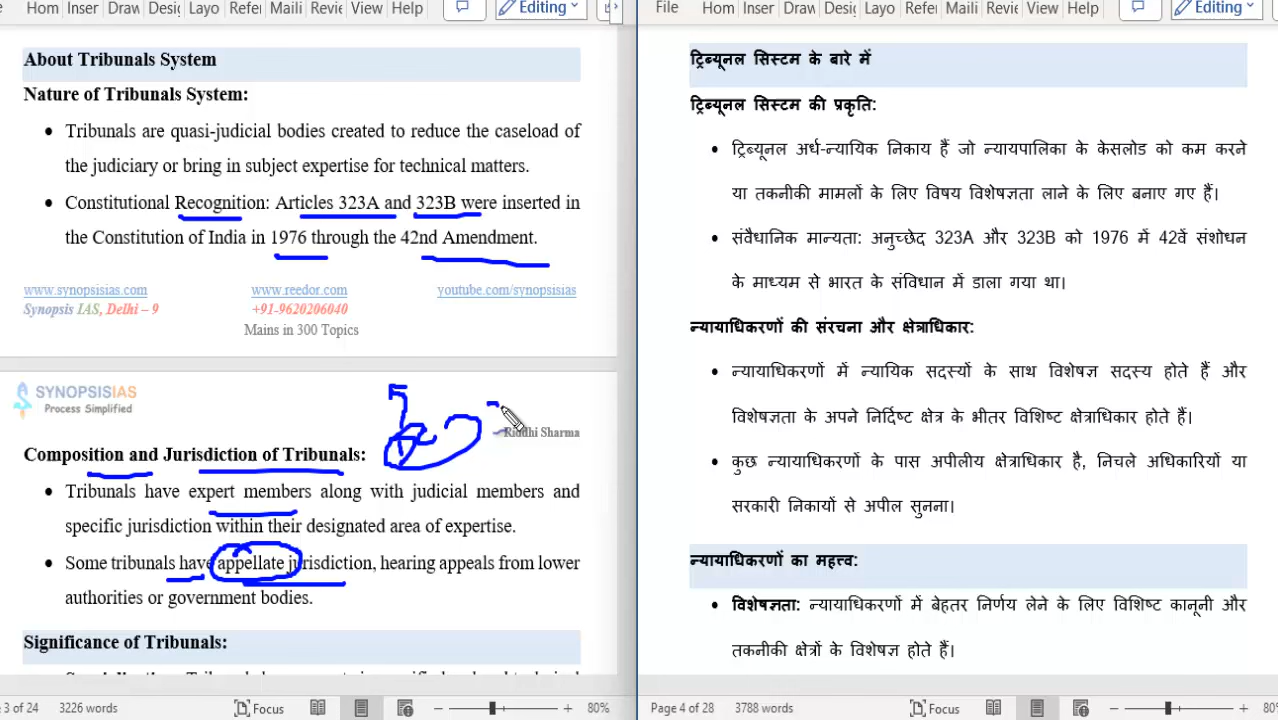 Hom Inser Draw Desig Layo Refer Maili Revie View Help Editing
About Tribunals System
Nature of Tribunals System:
• Tribunals are quasi-judicial bodies created to reduce the caseload of
the judiciary or bring in subject expertise for technical matters.
• Constitutional Recognition: Articles 323A and 323B were inserted in
the Constitution of India in 1976 through the 42nd Amendment.
www.synopsisias.com www.reedor.com youtube.com/synopsisias
Synopsis IAS, Delhi – 9 +91-9620206040
Mains in 300 Topics
SYNOPSISIAS
Process Simplified
Riddhi Sharma
Composition and Jurisdiction of Tribunals:
• Tribunals have expert members along with judicial members and
specific jurisdiction within their designated area of expertise.
• Some tribunals have appellate jurisdiction, hearing appeals from lower
authorities or government bodies.
Significance of Tribunals:
3 of 24 3226 words Focus 80%
File Hom Inser Draw Desig Layo Refer Maili Revie View Help Editing
ट्रिब्यूनल सिस्टम के बारे में
ट्रिब्यूनल सिस्टम की प्रकृति:
• ट्रिब्यूनल अर्ध-न्यायिक निकाय हैं जो न्यायपालिका के केसलोड को कम करने
या तकनीकी मामलों के लिए विषय विशेषज्ञता लाने के लिए बनाए गए हैं।
• संवैधानिक मान्यता: अनुच्छेद 323A और 323B को 1976 में 42वें संशोधन
के माध्यम से भारत के संविधान में डाला गया था।
न्यायाधिकरणों की संरचना और क्षेत्राधिकार:
• न्यायाधिकरणों में न्यायिक सदस्यों के साथ विशेषज्ञ सदस्य होते हैं और
विशेषज्ञता के अपने निर्दिष्ट क्षेत्र के भीतर विशिष्ट क्षेत्राधिकार होते हैं।
• कुछ न्यायाधिकरणों के पास अपीलीय क्षेत्राधिकार है, निचले अधिकारियों या
सरकारी निकायों से अपील सुनना।
न्यायाधिकरणों का महत्त्व:
• विशेषज्ञता: न्यायाधिकरणों में बेहतर निर्णय लेने के लिए विशिष्ट कानूनी और
तकनीकी क्षेत्रों के विशेषज्ञ होते हैं।
Page 4 of 28 3788 words Focus 80%